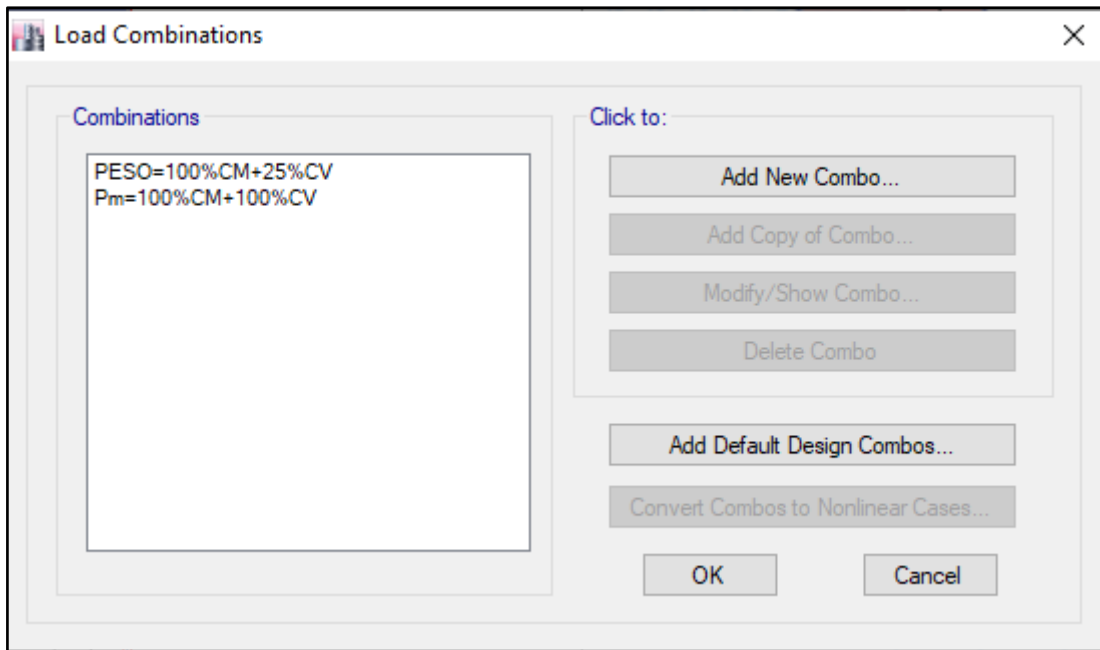 Load Combinations
Combinations
PESO=100%CM+25%CV
Pm=100%CM+100%CV
Click to:
Add New Combo...
Add Copy of Combo...
Modify/Show Combo...
Delete Combo
Add Default Design Combos...
Convert Combos to Nonlinear Cases...
OK
Cancel